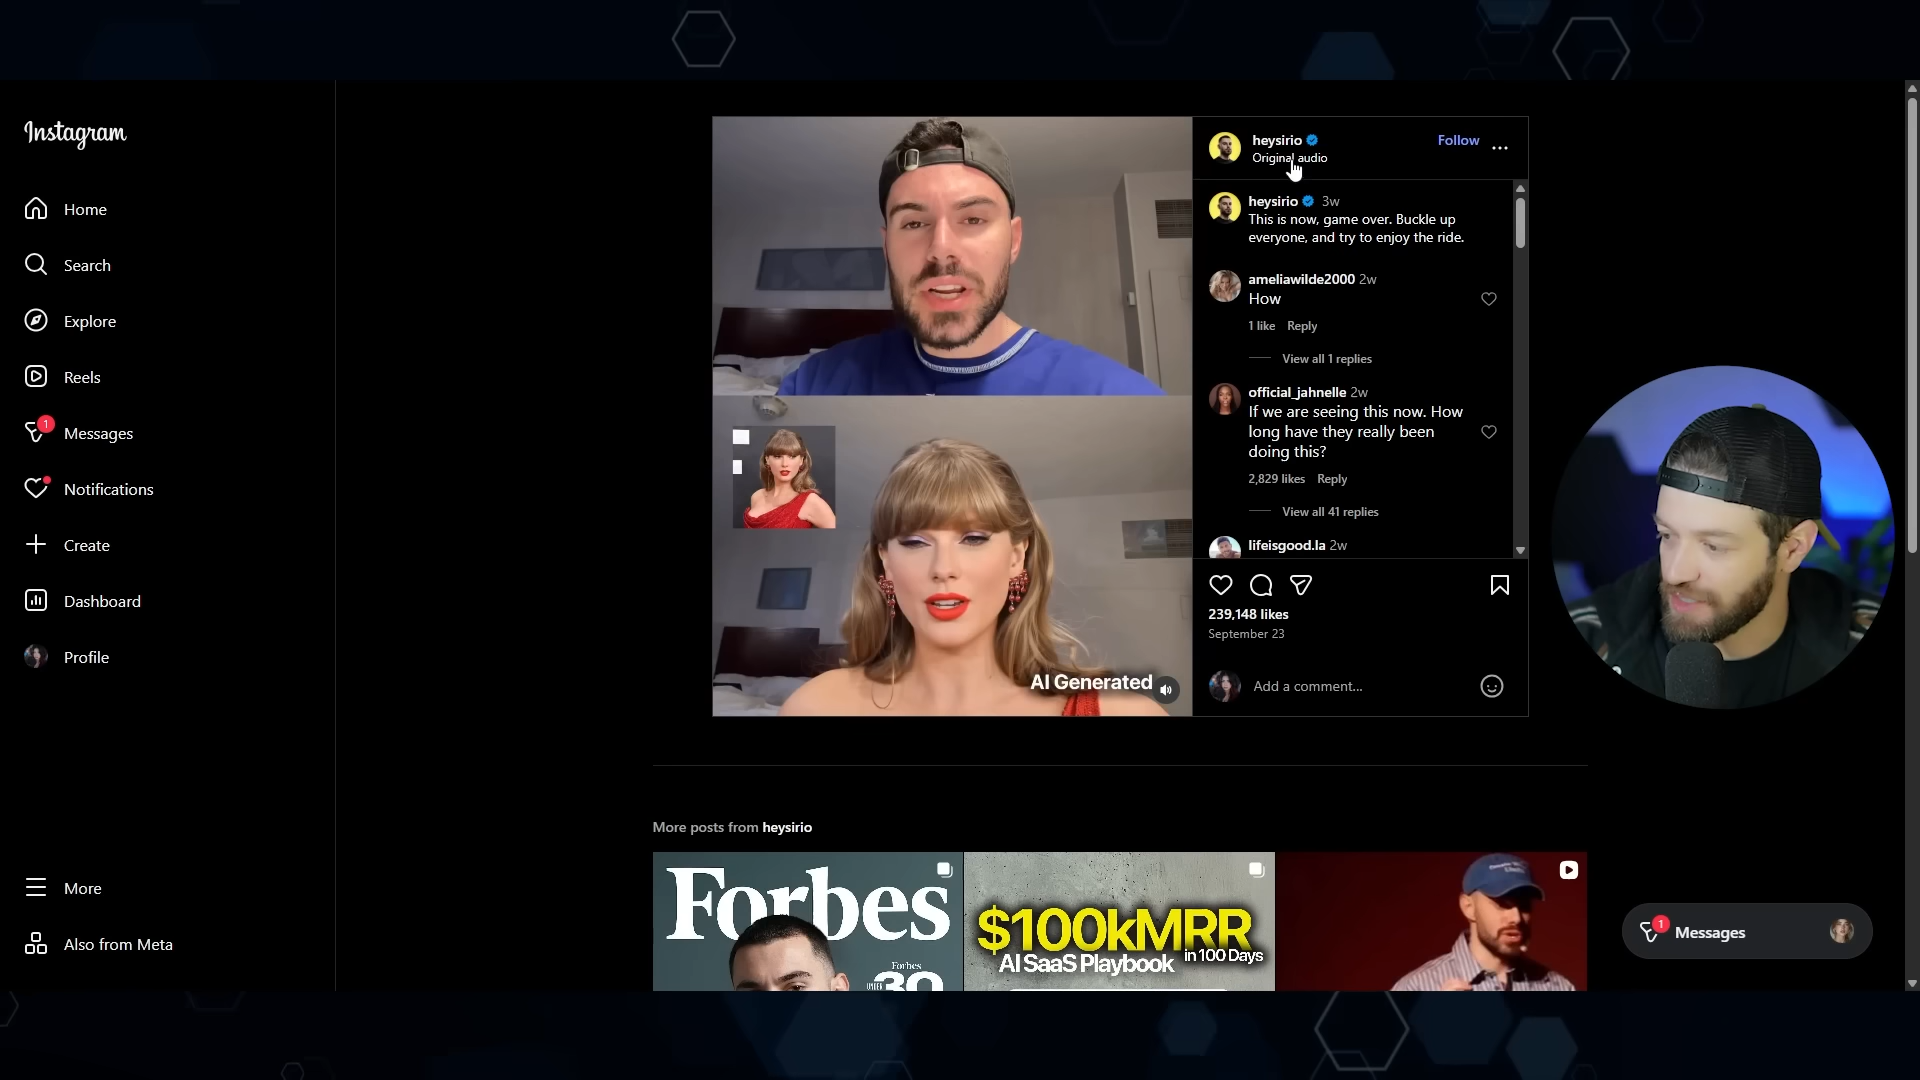 Instagram
Home
Search
Explore
Reels
1
Messages
Notifications
Create
Dashboard
Profile
More
Also from Meta
AI Generated
heysirio
Follow
Original audio
heysirio 3w
This is now, game over. Buckle up
everyone, and try to enjoy the ride.
ameliawilde2000 2w
How
1 like Reply
View all 1 replies
official_jahnelle 2w
If we are seeing this now. How
long have they really been
doing this?
2,829 likes Reply
View all 41 replies
lifeisgood.la 2w
239,148 likes
September 23
Add a comment...
More posts from heysirio
Forbes
Forbes
UNDER
30
$100kMRR
in 100 Days
AI SaaS Playbook
1
Messages